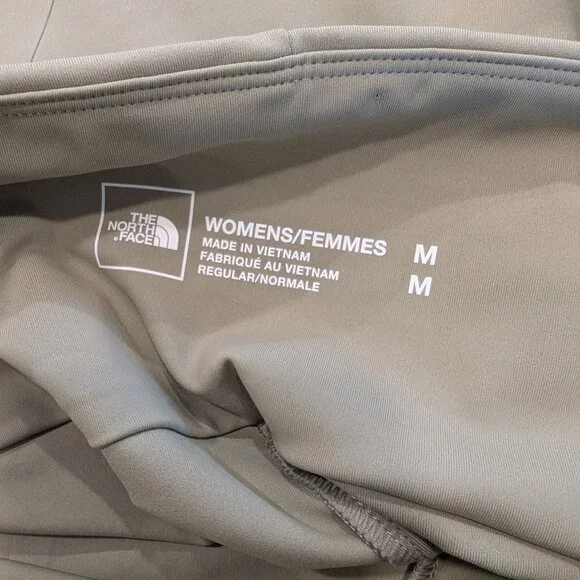 THE
NORTH
FACE
WOMENS/FEMMES M
MADE IN VIETNAM M
FABRIQUÉ AU VIETNAM
REGULAR/NORMALE